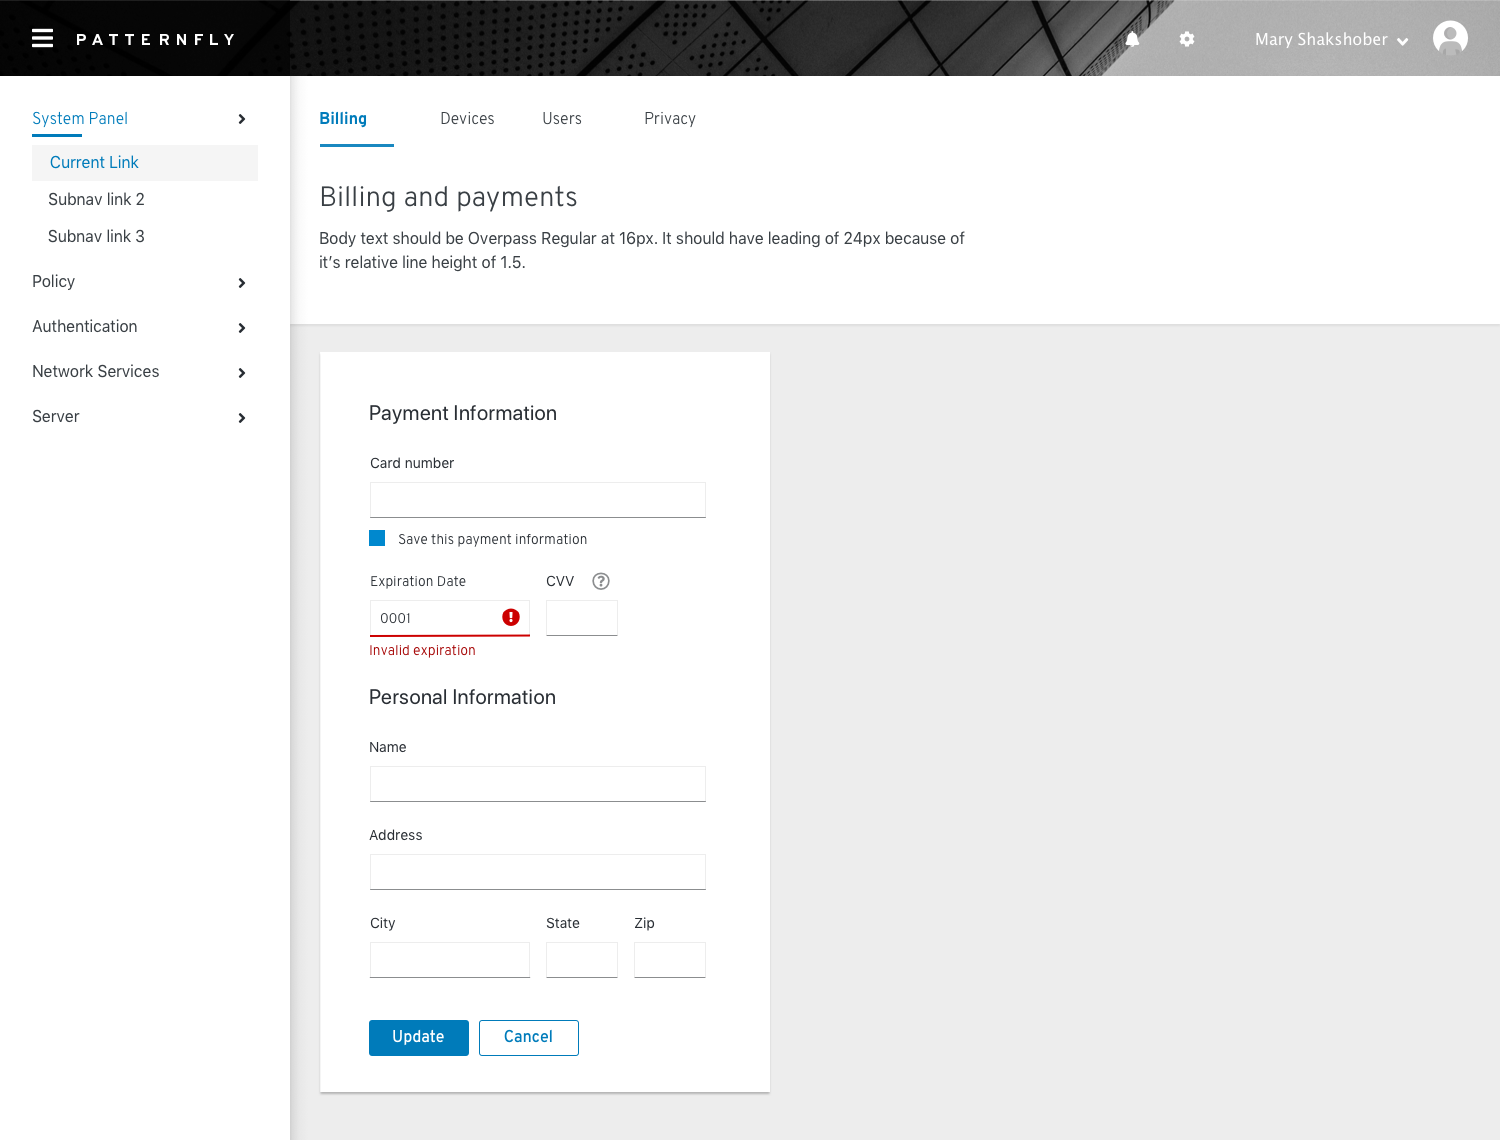 PATTERNFLY
Mary Shakshober
System Panel
Current Link
Subnav link 2
Subnav link 3
Policy
Authentication
Network Services
Server
Billing
Devices
Users
Privacy
Billing and payments
Body text should be Overpass Regular at 16px. It should have leading of 24px because of
it’s relative line height of 1.5.
Payment Information
Card number
Save this payment information
Expiration Date
CVV
?
0001
!
Invalid expiration
Personal Information
Name
Address
City
State
Zip
Update
Cancel